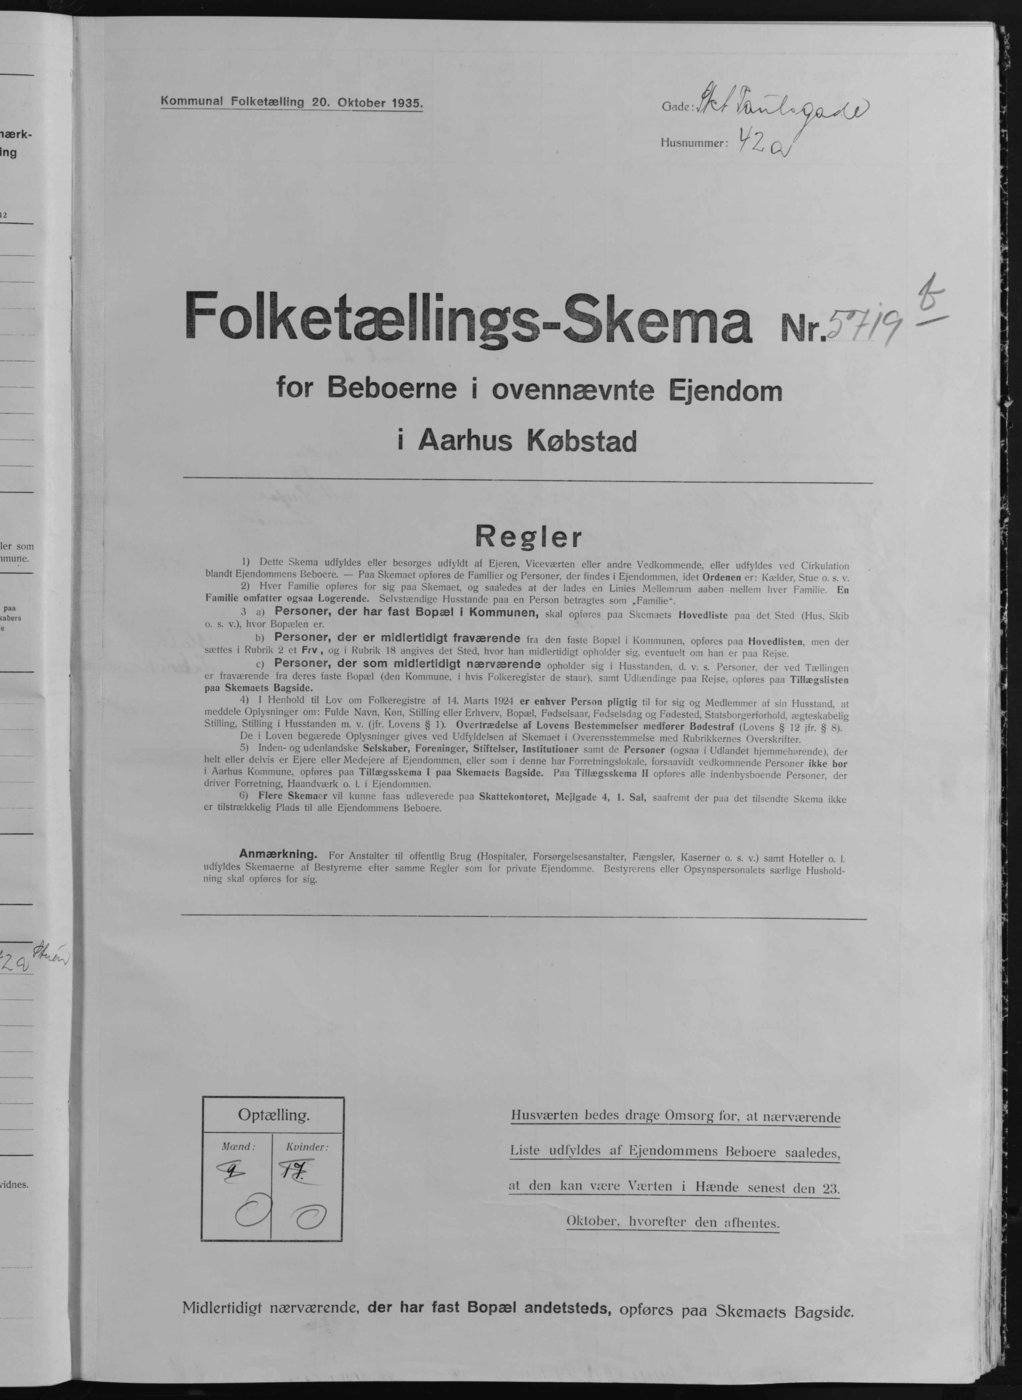 Kommunal Folketælling 20. Oktober 1935.
Gade: Skt Paulsgade
Husnummer: 42a
Folketællings-Skema Nr. 5719 b
for Beboerne i ovennævnte Ejendom
i Aarhus Købstad
Regler
1) Dette Skema udfyldes eller besørges udfyldt af Ejeren, Viceværten eller andre Vedkommende, eller udfyldes ved Cirkulation
blandt Ejendommens Beboere. — Paa Skemaet opføres de Familier og Personer, der findes i Ejendommen, idet Ordenen er: Kælder, Stue o. s. v.
2) Hver Familie opføres for sig paa Skemaet, og saaledes at der lades en Linies Mellemrum aaben mellem hver Familie. En
Familie omfatter ogsaa Logerende. Selvstændige Husstande paa en Person betragtes som „Familie“.
3 a) Personer, der har fast Bopæl i Kommunen, skal opføres paa Skemaets Hovedliste paa det Sted (Hus, Skib
o. s. v.), hvor Bopælen er.
b) Personer, der er midlertidigt fraværende fra den faste Bopæl i Kommunen, opføres paa Hovedlisten, men der
sættes i Rubrik 2 et Frv., og i Rubrik 18 angives det Sted, hvor han midlertidigt opholder sig, eventuelt om han er paa Rejse.
c) Personer, der som midlertidigt nærværende opholder sig i Husstanden, d. v. s. Personer, der ved Tællingen
er fraværende fra deres faste Bopæl (den Kommune, i hvis Folkeregister de staar), samt Udlændinge paa Rejse, opføres paa Tillægslisten
paa Skemaets Bagside.
4) I Henhold til Lov om Folkeregistre af 14. Marts 1924 er enhver Person pligtig til for sig og Medlemmer af sin Husstand, at
meddele Oplysninger om: Fulde Navn, Køn, Stilling eller Erhverv, Bopæl, Fødselsaar, Fødselsdag og Fødested, Statsborgerforhold, ægteskabelig
Stilling, Stilling i Husstanden m. v. (jfr. Lovens § 1). Overtrædelse af Lovens Bestemmelser medfører Bødestraf (Lovens § 12 jfr. § 8).
De i Loven begærede Oplysninger gives ved Udfyldelsen af Skemaet i Overensstemmelse med Rubrikkernes Overskrifter.
5) Inden- og udenlandske Selskaber, Foreninger, Stiftelser, Institutioner samt de Personer (ogsaa i Udlandet hjemmehørende), der
helt eller delvis er Ejere eller Medejere af Ejendommen, eller som i denne har Forretningslokale, forsaavidt vedkommende Personer ikke bor
i Aarhus Kommune, opføres paa Tillægsskema I paa Skemaets Bagside. Paa Tillægsskema II opføres alle indenbysboende Personer, der
driver Forretning, Haandværk o. l. i Ejendommen.
6) Flere Skemaer vil kunne faas udleverede paa Skattekontoret, Mejlgade 4, 1. Sal, saafremt der paa det tilsendte Skema ikke
er tilstrækkelig Plads til alle Ejendommens Beboere.
Anmærkning. For Anstalter til offentlig Brug (Hospitaler, Forsørgelsesanstalter, Fængsler, Kaserner o. s. v.) samt Hoteller o. l.
udfyldes Skemaerne af Bestyrerne efter samme Regler som for private Ejendomme. Bestyrerens eller Opsynspersonalets særlige Hushold-
ning skal opføres for sig.
Optælling.
Mænd: Kvinder:
9 17.
0 0
Husværten bedes drage Omsorg for, at nærværende
Liste udfyldes af Ejendommens Beboere saaledes,
at den kan være Værten i Hænde senest den 23.
Oktober, hvorefter den afhentes.
Midlertidigt nærværende, der har fast Bopæl andetsteds, opføres paa Skemaets Bagside.